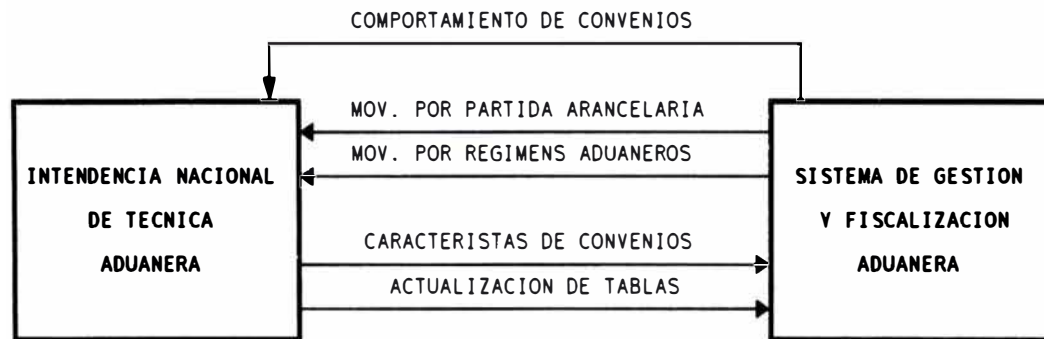 COMPORTAMIENTO DE CONVENIOS
MOV. POR PARTIDA ARANCELARIA
MOV. POR REGIMENS ADUANEROS
INTENDENCIA NACIONAL
DE TECNICA
ADUANERA
SISTEMA DE GESTION
Y FISCALIZACION
ADUANERA
CARACTERISTAS DE CONVENIOS
ACTUALIZACION DE TABLAS